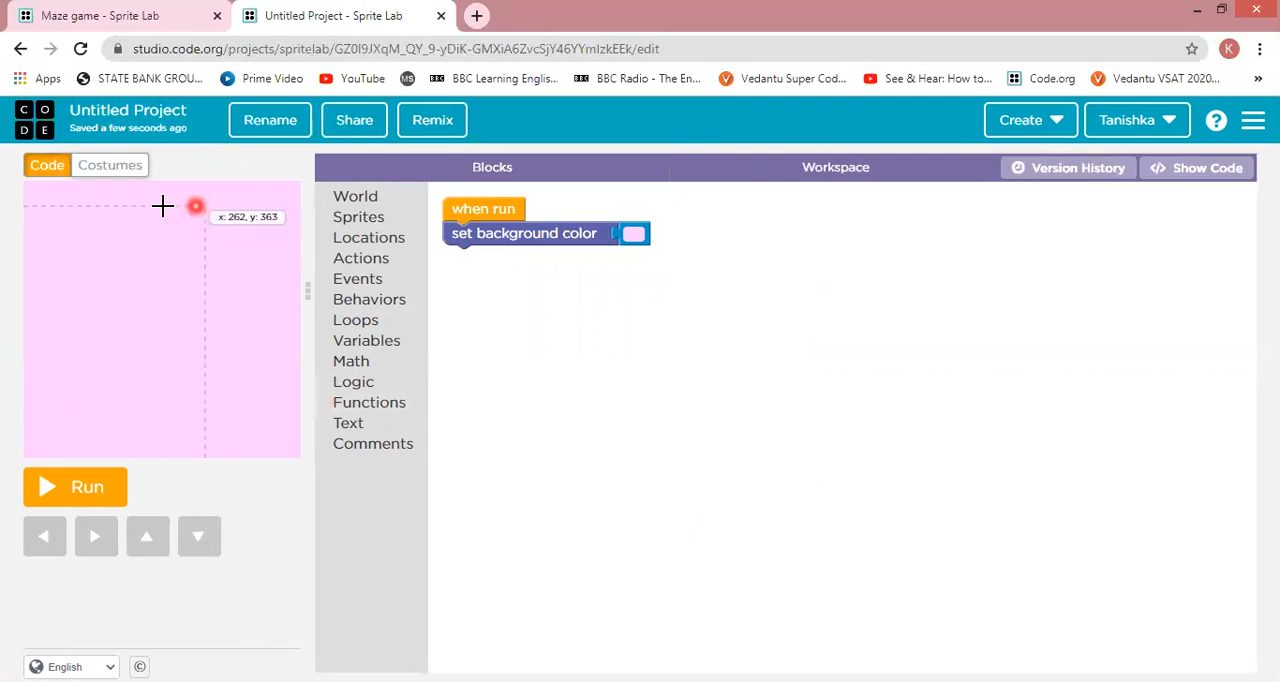 Maze game - Sprite Lab
Untitled Project - Sprite Lab
studio.code.org/projects/spritelab/GZ0I9JXqM_QY_9-yDiK-GMXiA6ZvcSjY46YYmIzkEEk/edit
K
Apps
STATE BANK GROU...
Prime Video
YouTube
MS
BBC Learning Englis...
BBC Radio - The En...
Vedantu Super Cod...
See & Hear: How to...
Code.org
Vedantu VSAT 2020...
»
C O
D E
Untitled Project
Saved a few seconds ago
Rename
Share
Remix
Create
Tanishka
?
Code
Costumes
Blocks
Workspace
Version History
Show Code
x: 262, y: 363
World
Sprites
Locations
Actions
Events
Behaviors
Loops
Variables
Math
Logic
Functions
Text
Comments
when run
set background color
Run
English
©